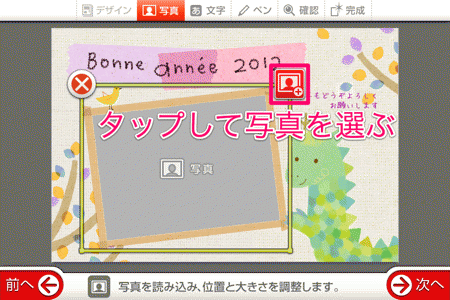 デザイン 写真 あ 文字 ペン 確認 完成
Bonne année 2012
もどうぞよろしく
お願いします
タップして写真を選ぶ
写真
前へ 写真を読み込み、位置と大きさを調整します。 次へ